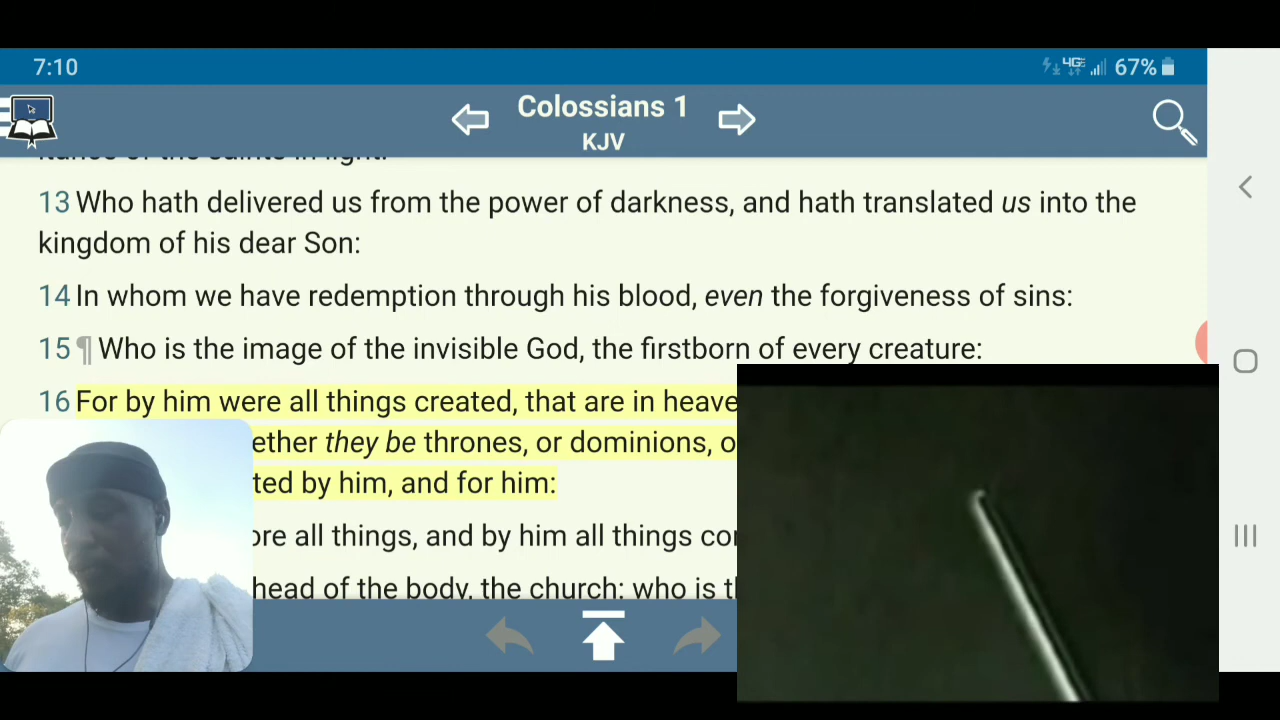 7:10
4GE 67%
Colossians 1
KJV
13 Who hath delivered us from the power of darkness, and hath translated us into the
kingdom of his dear Son:
14 In whom we have redemption through his blood, even the forgiveness of sins:
15 ¶ Who is the image of the invisible God, the firstborn of every creature:
16 For by him were all things created, that are in heave
ether they be thrones, or dominions, o
ted by him, and for him:
ore all things, and by him all things co
head of the body, the church: who is t